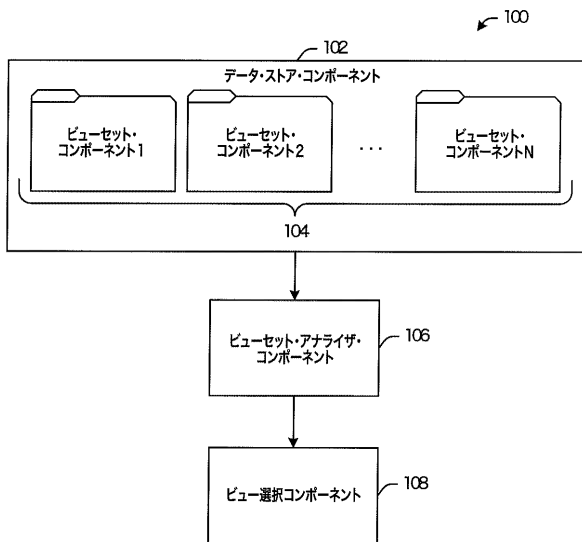 100
102
データ・ストア・コンポーネント
ビューセット・
コンポーネント1
ビューセット・
コンポーネント2
...
ビューセット・
コンポーネントN
104
ビューセット・アナライザ・
コンポーネント
106
ビュー選択コンポーネント
108